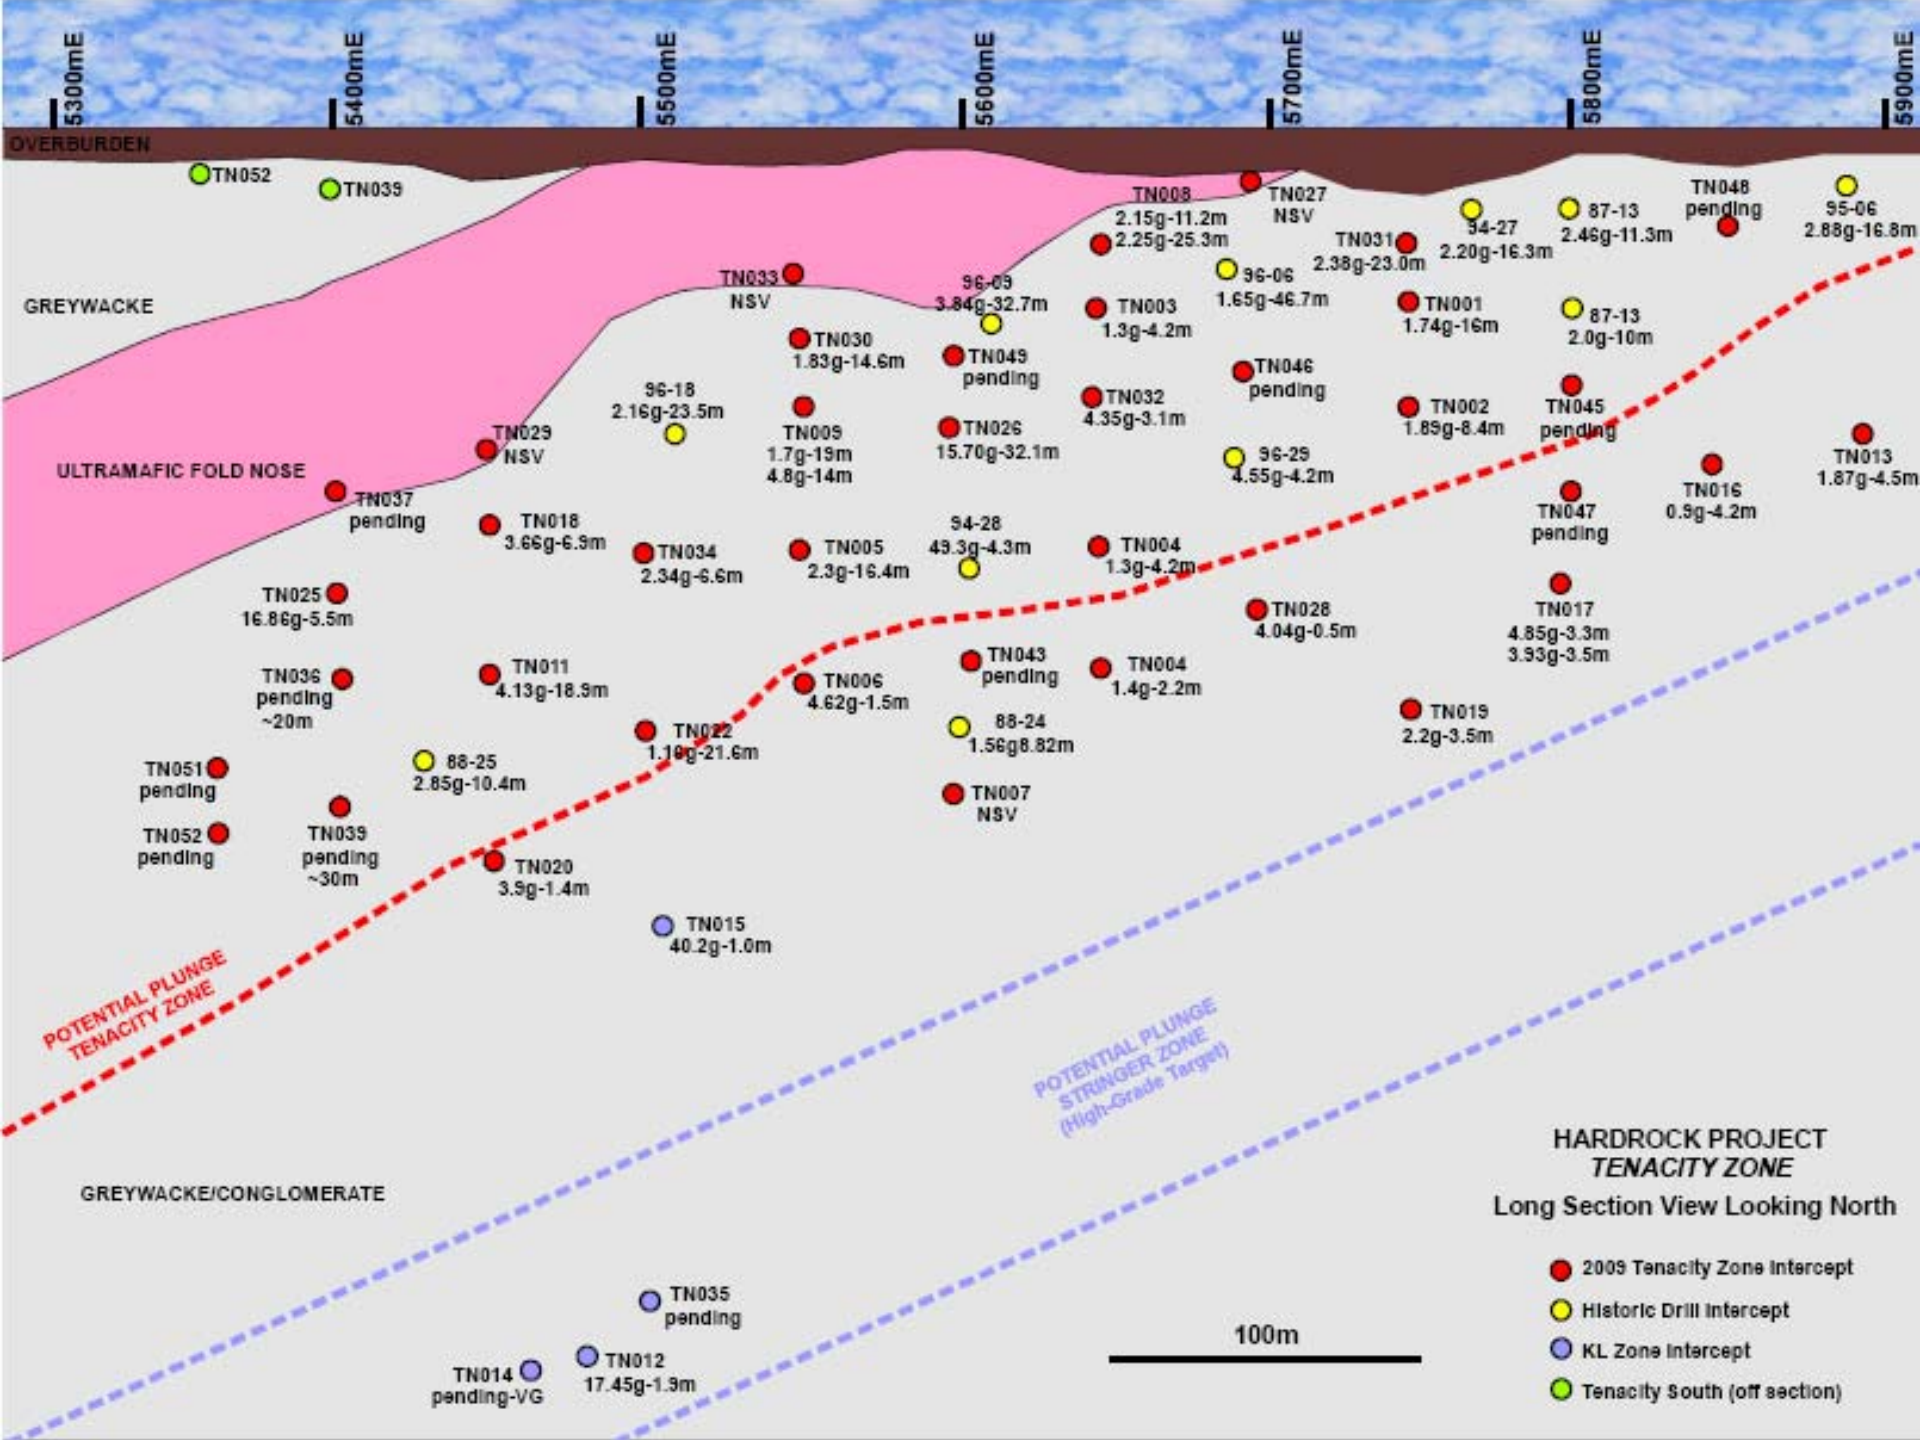 5300mE
5400mE
5500mE
5600mE
5700mE
5800mE
5900mE
OVERBURDEN
TN052
TN039
TN008
2.15g-11.2m
2.25g-25.3m
TN027
NSV
TN031
2.38g-23.0m
94-27
2.20g-16.3m
87-13
2.46g-11.3m
TN048
pending
95-06
2.88g-16.8m
GREYWACKE
TN033
NSV
96-09
3.84g-32.7m
96-06
1.65g-46.7m
TN003
1.3g-4.2m
TN001
1.74g-16m
87-13
2.0g-10m
TN030
1.83g-14.6m
TN049
pending
TN046
pending
96-18
2.16g-23.5m
TN032
4.35g-3.1m
TN002
1.89g-8.4m
TN045
pending
TN029
NSV
TN009
1.7g-19m
4.8g-14m
TN026
15.70g-32.1m
96-29
4.55g-4.2m
TN013
1.87g-4.5m
ULTRAMAFIC FOLD NOSE
TN037
pending
TN016
0.9g-4.2m
TN047
pending
TN018
3.66g-6.9m
TN034
2.34g-6.6m
TN005
2.3g-16.4m
94-28
49.3g-4.3m
TN004
1.3g-4.2m
TN025
16.86g-5.5m
TN028
4.04g-0.5m
TN017
4.85g-3.3m
3.93g-3.5m
TN036
pending
~20m
TN011
4.13g-18.9m
TN006
4.62g-1.5m
TN043
pending
TN004
1.4g-2.2m
TN022
88-24
1.56g8.82m
TN019
2.2g-3.5m
TN051
pending
88-25
2.85g-10.4m
TN007
NSV
TN052
pending
TN039
pending
~30m
TN020
3.9g-1.4m
TN015
40.2g-1.0m
POTENTIAL PLUNGE
TENACITY ZONE
POTENTIAL PLUNGE
STRINGER ZONE
(High-Grade Target)
GREYWACKE/CONGLOMERATE
TN035
pending
TN014
pending-VG
TN012
17.45g-1.9m
HARDROCK PROJECT
TENACITY ZONE
Long Section View Looking North
2009 Tenacity Zone Intercept
Historic Drill Intercept
KL Zone Intercept
Tenacity South (off section)
100m